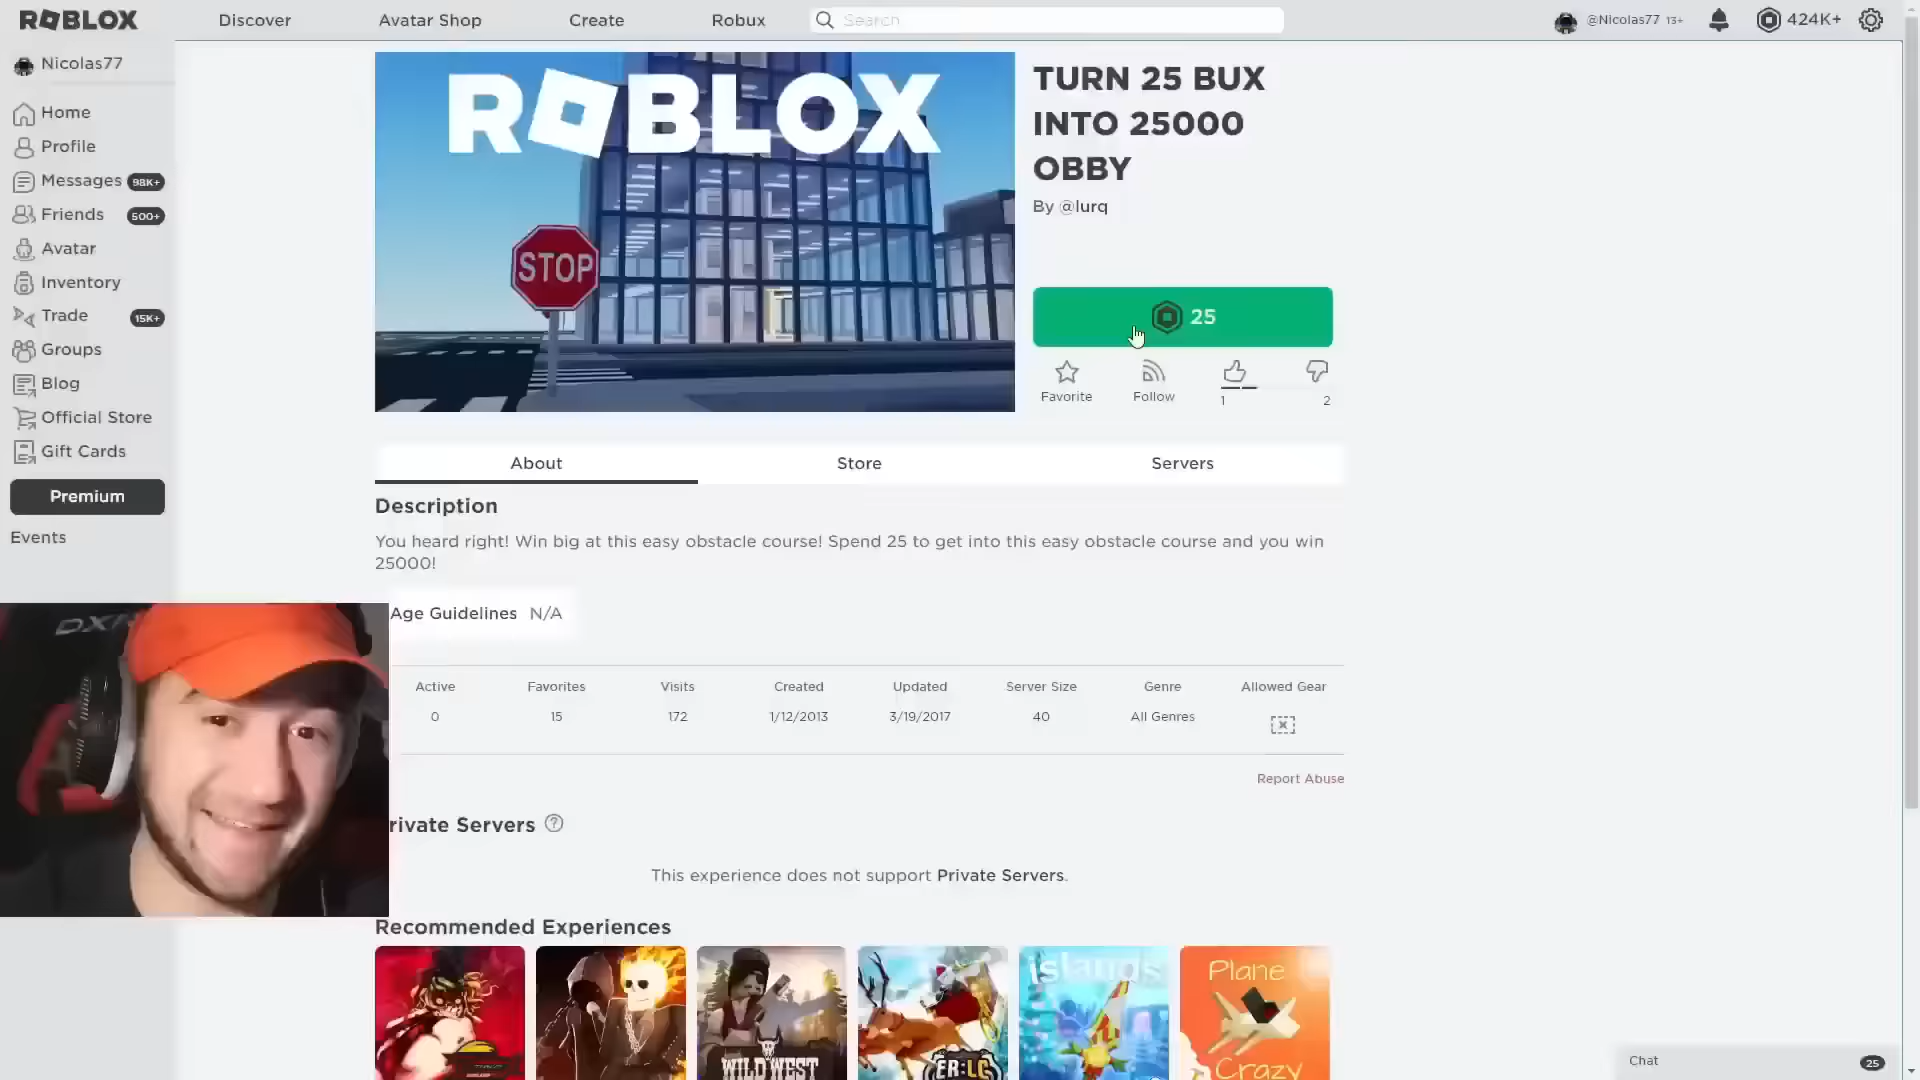 ROBLOX
Discover
Avatar Shop
Create
Robux
Search
@Nicolas77 13+
424K+
Nicolas77
Home
Profile
Messages 98K+
Friends 500+
Avatar
Inventory
Trade 15K+
Groups
Blog
Official Store
Gift Cards
Premium
Events
ROBLOX
STOP
TURN 25 BUX
INTO 25000
OBBY
By @lurq
25
Favorite
Follow
1
2
About
Store
Servers
Description
You heard right! Win big at this easy obstacle course! Spend 25 to get into this easy obstacle course and you win
25000!
Age Guidelines N/A
Active
Favorites
Visits
Created
Updated
Server Size
Genre
Allowed Gear
0
15
172
1/12/2013
3/19/2017
40
All Genres
Report Abuse
rivate Servers
This experience does not support Private Servers.
Recommended Experiences
WILD WEST
ER:LC
islands
Plane
Crazy
Chat
25